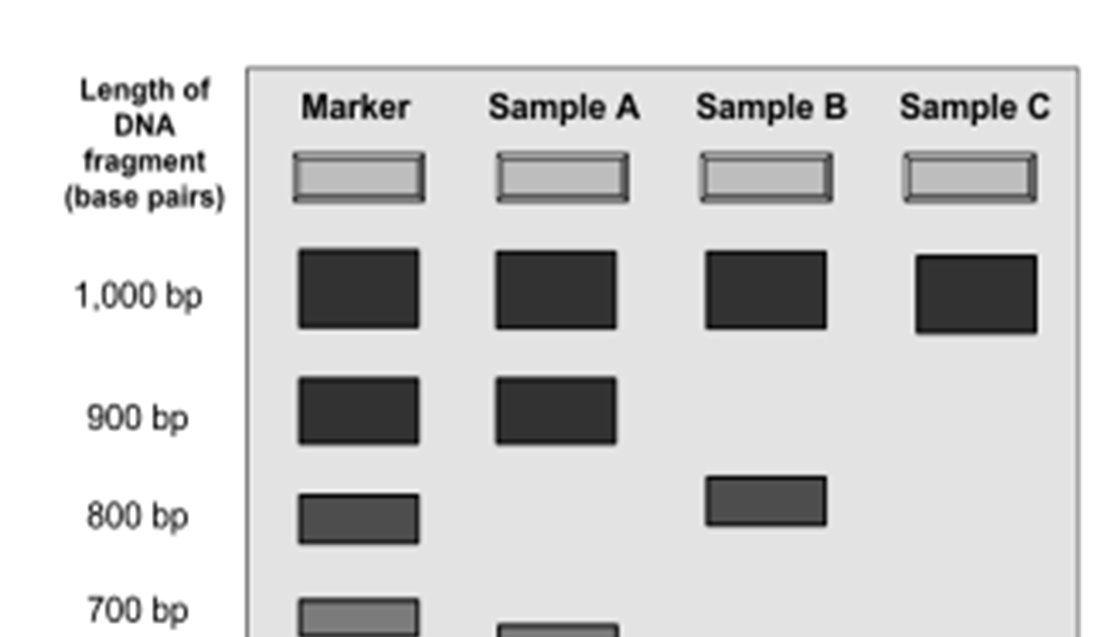 Length of
DNA
fragment
(base pairs)
Marker Sample A Sample B Sample C
1,000 bp
900 bp
800 bp
700 bp